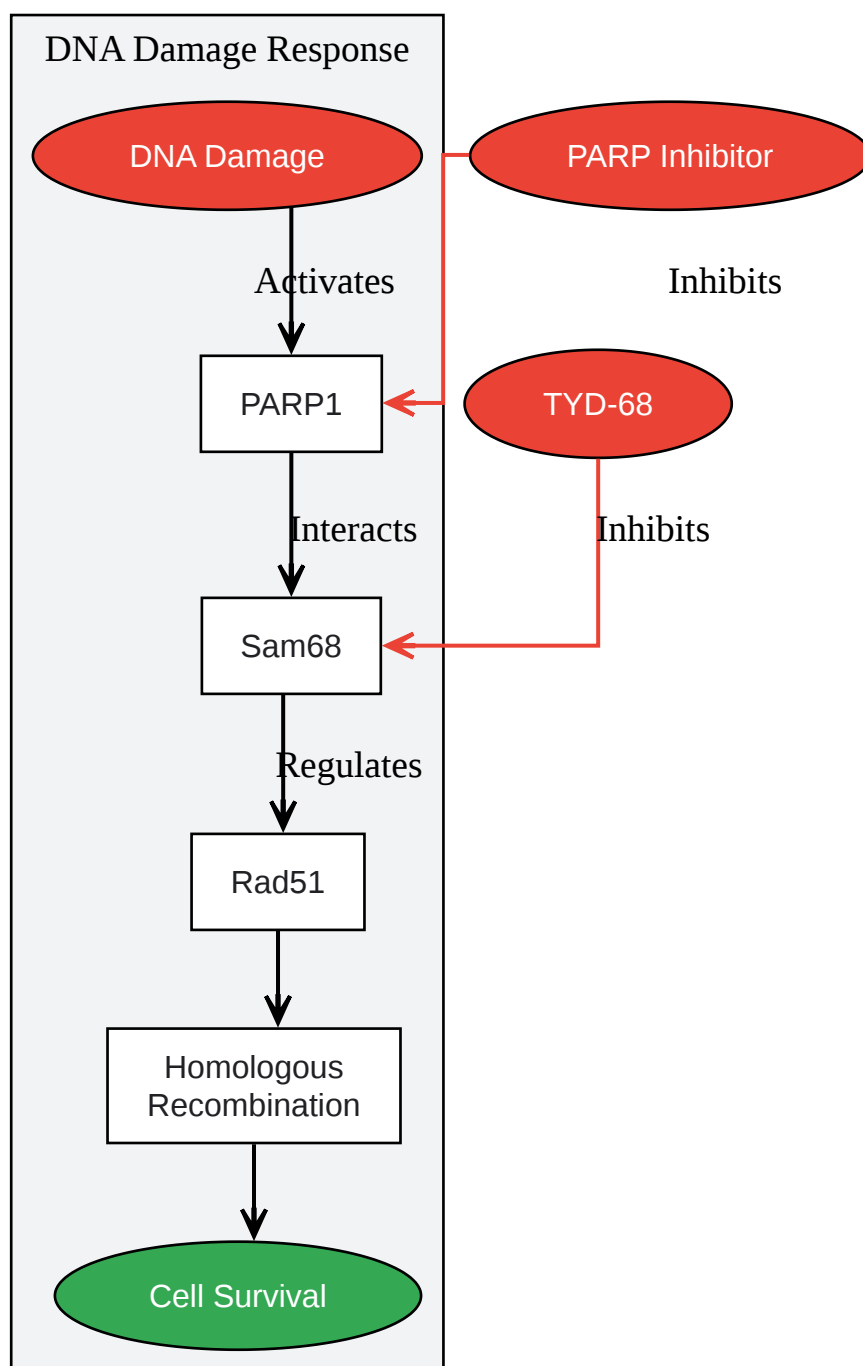 DNA Damage Response
DNA Damage
PARP Inhibitor
Activates
Inhibits
PARP1
TYD-68
Interacts
Inhibits
Sam68
Regulates
Rad51
Homologous
Recombination
Cell Survival